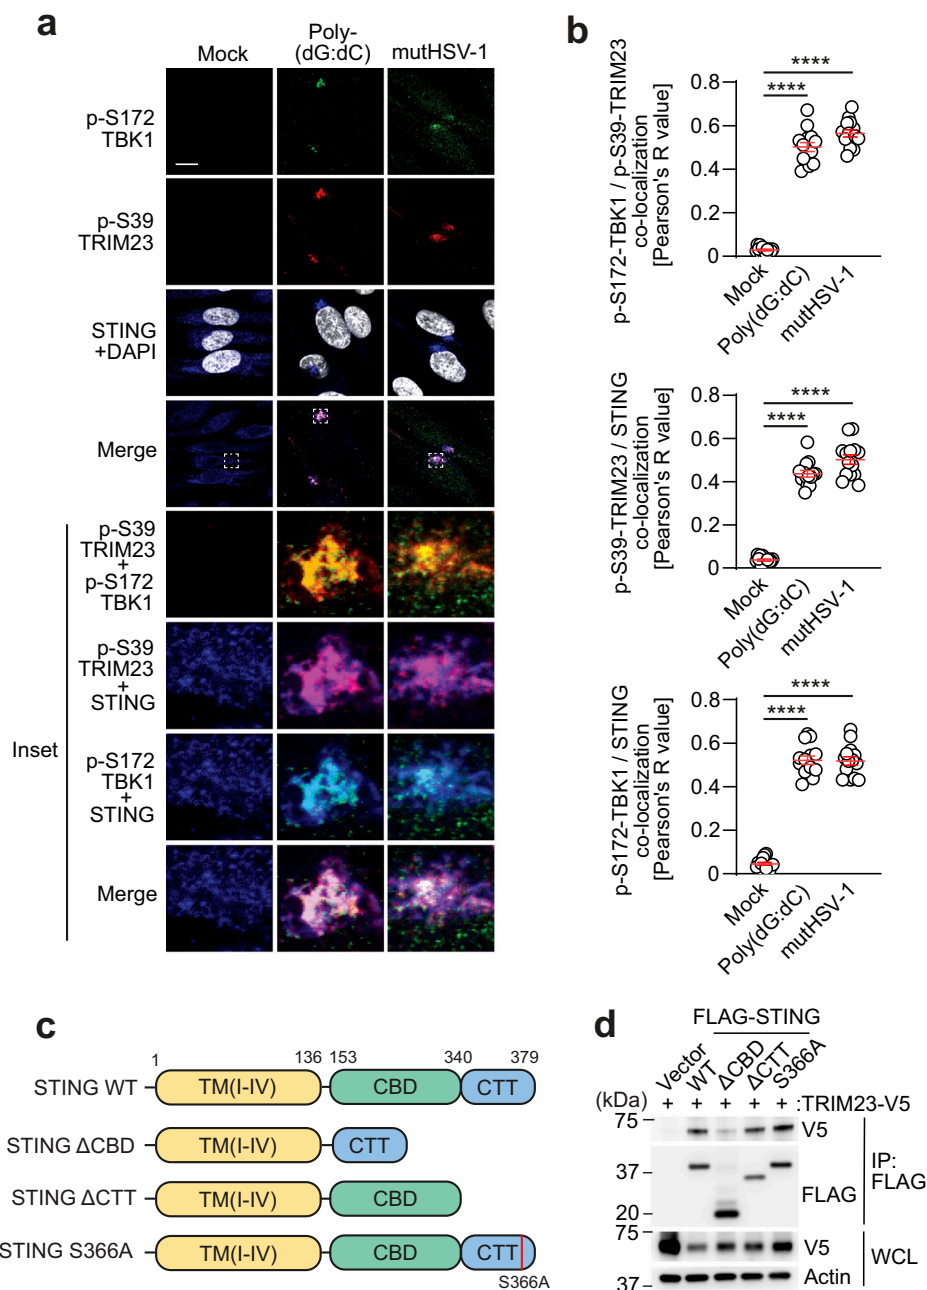 a
Mock
Poly-
(dG:dC)
mutHSV-1
p-S172
TBK1
p-S39
TRIM23
STING
+DAPI
Merge
Inset
p-S39
TRIM23
+
p-S172
TBK1
p-S39
TRIM23
+
STING
p-S172
TBK1
+
STING
Merge
b
p-S172-TBK1 / p-S39-TRIM23
co-localization
[Pearson's R value]
0.8
0.6
0.4
0.2
0
****
****
Mock
Poly(dG:dC)
mutHSV-1
p-S39-TRIM23 / STING
co-localization
[Pearson's R value]
0.8
0.6
0.4
0.2
0
****
****
Mock
Poly(dG:dC)
mutHSV-1
p-S172-TBK1 / STING
co-localization
[Pearson's R value]
0.8
0.6
0.4
0.2
0
****
****
Mock
Poly(dG:dC)
mutHSV-1
c
1 136 153 340 379
STING WT TM(I-IV) CBD CTT
STING ΔCBD TM(I-IV) CTT
STING ΔCTT TM(I-IV) CBD
STING S366A TM(I-IV) CBD CTT
S366A
d
FLAG-STING
Vector WT ΔCBD ΔCTT S366A
(kDa) + + + + + :TRIM23-V5
75 V5
37 FLAG
20
IP:
FLAG
75 V5
WCL
37 Actin